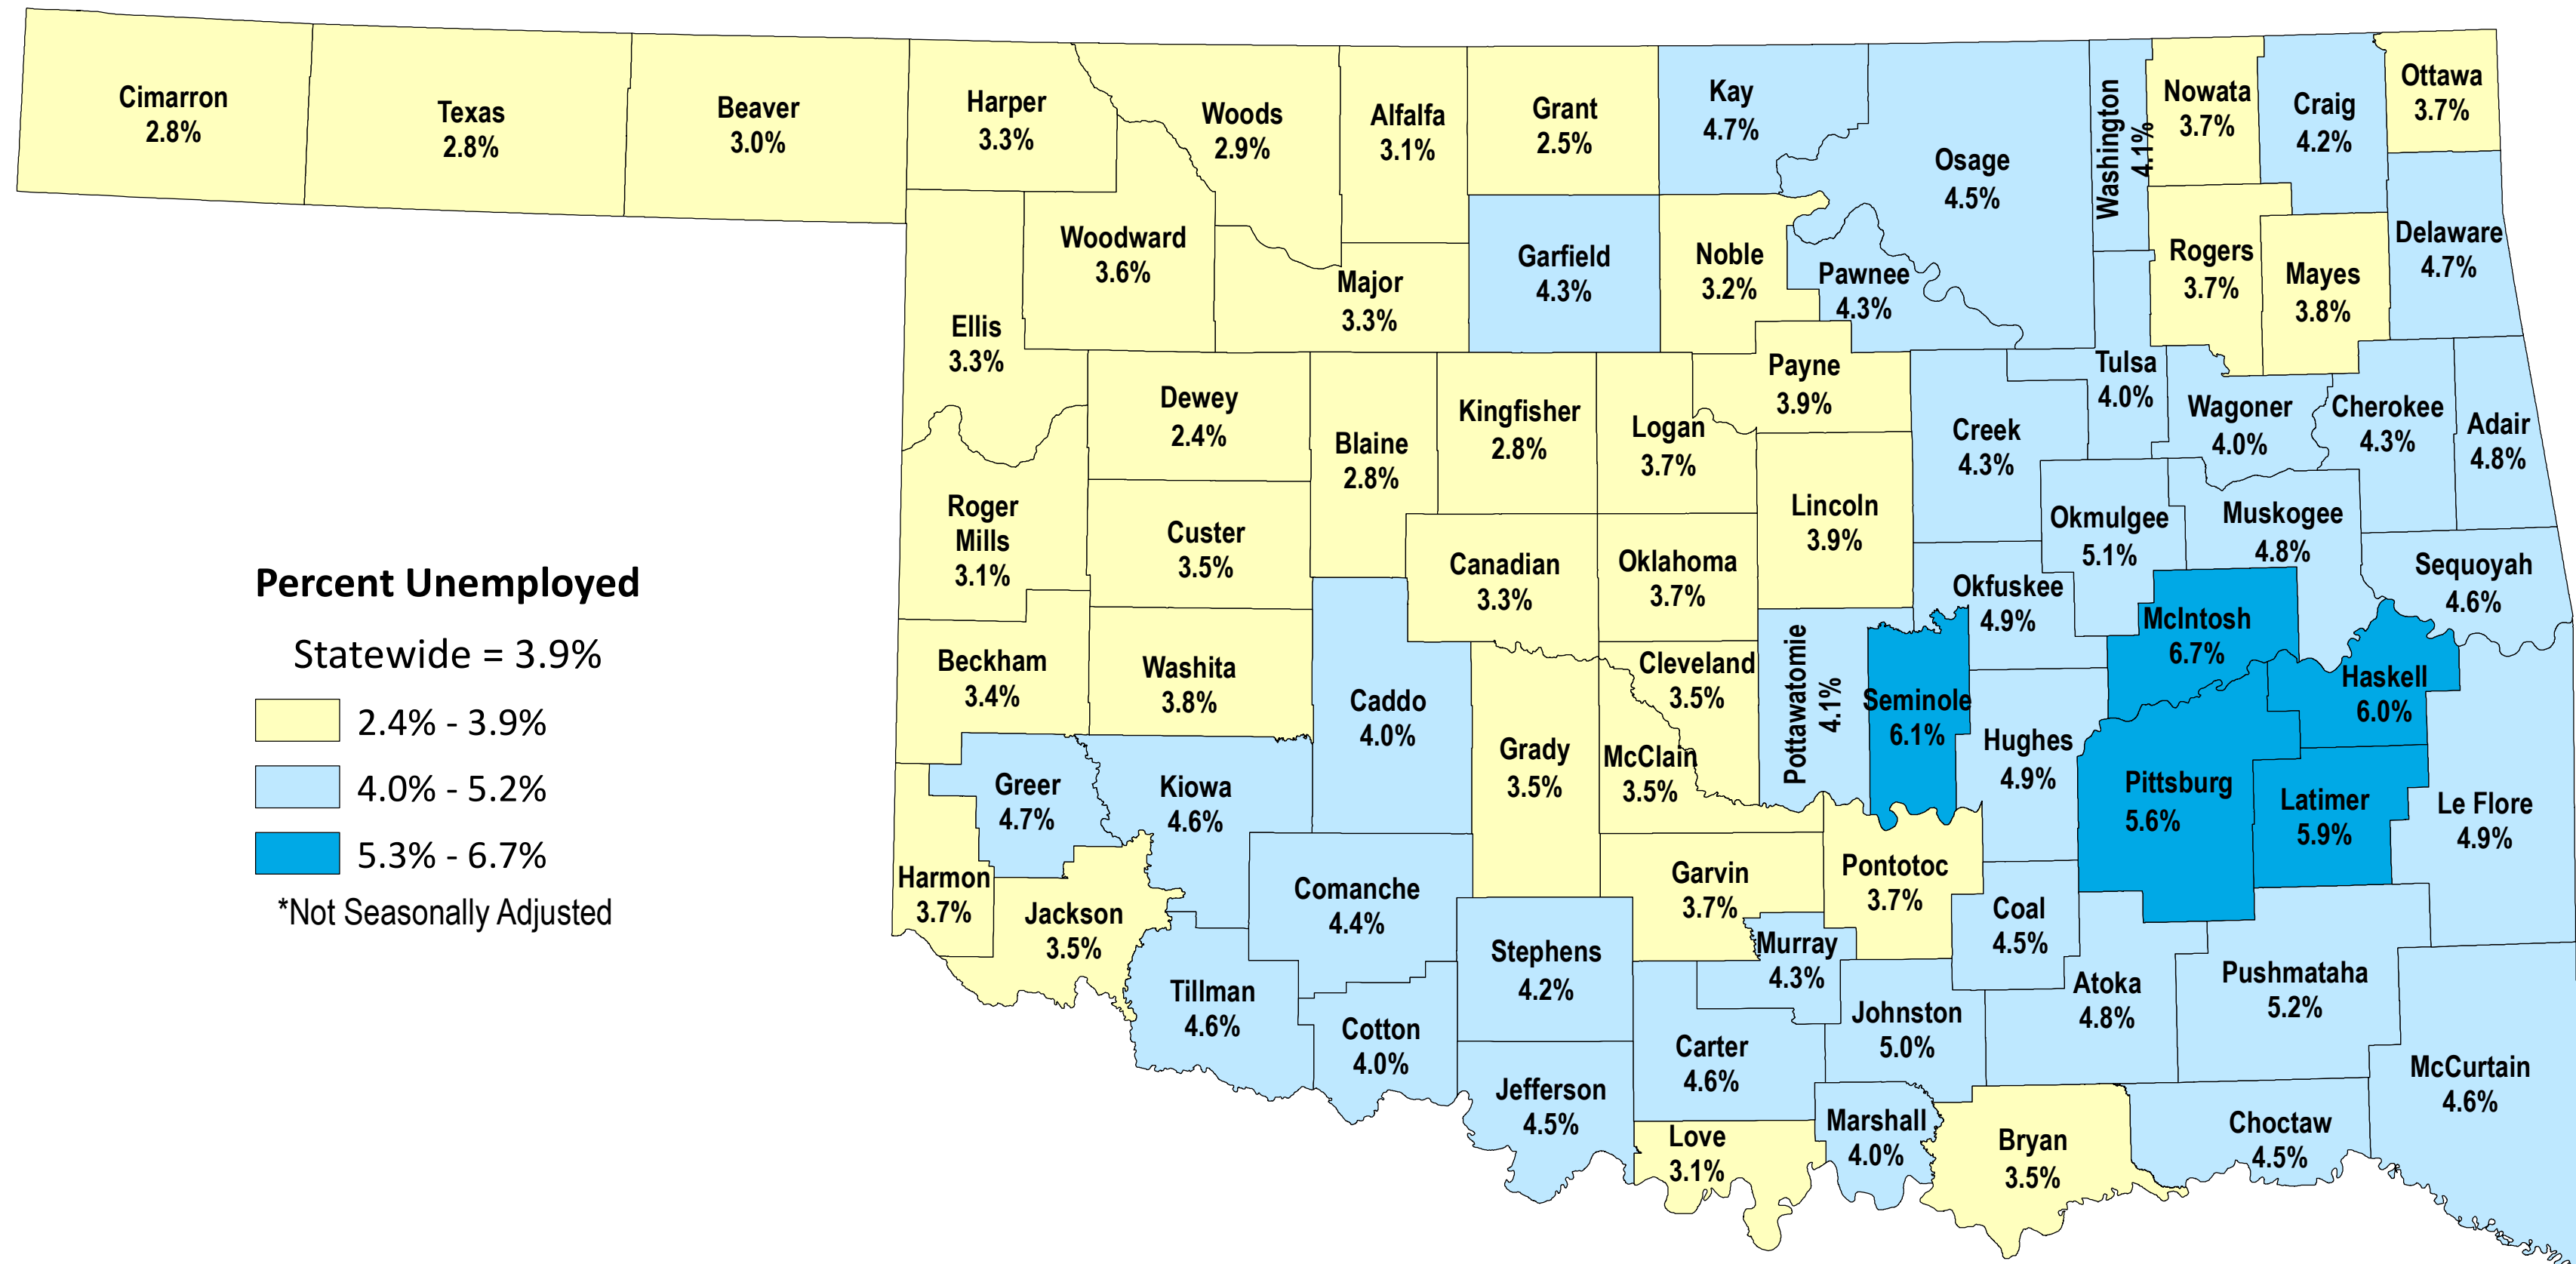 Cimarron
2.8%
Texas
2.8%
Beaver
3.0%
Harper
3.3%
Woods
2.9%
Alfalfa
3.1%
Grant
2.5%
Kay
4.7%
Osage
4.5%
Washington
4.1%
Nowata
3.7%
Craig
4.2%
Ottawa
3.7%
Woodward
3.6%
Major
3.3%
Garfield
4.3%
Noble
3.2%
Pawnee
4.3%
Rogers
3.7%
Mayes
3.8%
Delaware
4.7%
Ellis
3.3%
Dewey
2.4%
Blaine
2.8%
Kingfisher
2.8%
Logan
3.7%
Payne
3.9%
Creek
4.3%
Tulsa
4.0%
Wagoner
4.0%
Cherokee
4.3%
Adair
4.8%
Roger
Mills
3.1%
Custer
3.5%
Canadian
3.3%
Oklahoma
3.7%
Lincoln
3.9%
Okmulgee
5.1%
Muskogee
4.8%
Sequoyah
4.6%
Okfuskee
4.9%
McIntosh
6.7%
Haskell
6.0%
Percent Unemployed
Statewide = 3.9%
2.4% - 3.9%
4.0% - 5.2%
5.3% - 6.7%
*Not Seasonally Adjusted
Beckham
3.4%
Washita
3.8%
Caddo
4.0%
Grady
3.5%
Cleveland
3.5%
McClain
3.5%
Pottawatomie
4.1%
Seminole
6.1%
Hughes
4.9%
Pittsburg
5.6%
Latimer
5.9%
Le Flore
4.9%
Greer
4.7%
Kiowa
4.6%
Harmon
3.7%
Jackson
3.5%
Comanche
4.4%
Garvin
3.7%
Pontotoc
3.7%
Coal
4.5%
Stephens
4.2%
Murray
4.3%
Tillman
4.6%
Cotton
4.0%
Johnston
5.0%
Atoka
4.8%
Pushmataha
5.2%
Jefferson
4.5%
Carter
4.6%
McCurtain
4.6%
Love
3.1%
Marshall
4.0%
Bryan
3.5%
Choctaw
4.5%